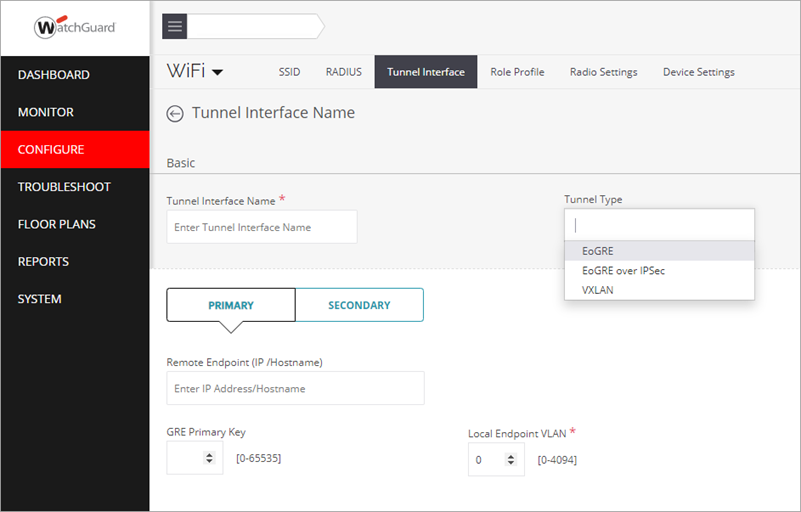 WatchGuard
DASHBOARD
MONITOR
CONFIGURE
TROUBLESHOOT
FLOOR PLANS
REPORTS
SYSTEM
WiFi
SSID
RADIUS
Tunnel Interface
Role Profile
Radio Settings
Device Settings
Tunnel Interface Name
Basic
Tunnel Interface Name *
Enter Tunnel Interface Name
Tunnel Type
EoGRE
EoGRE over IPSec
VXLAN
PRIMARY
SECONDARY
Remote Endpoint (IP /Hostname)
Enter IP Address/Hostname
GRE Primary Key
[0-65535]
Local Endpoint VLAN *
0
[0-4094]